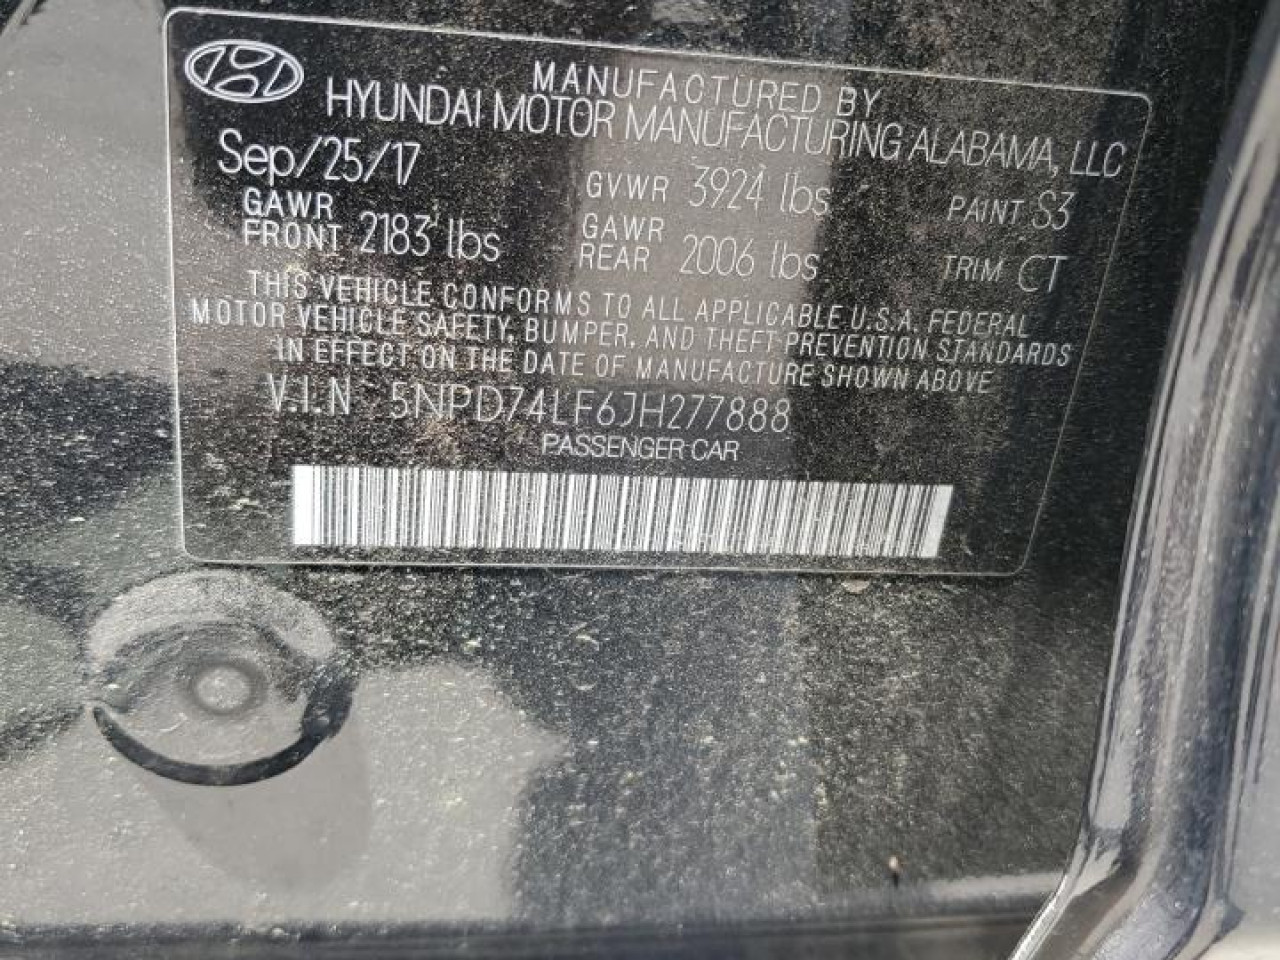 MANUFACTURED BY
HYUNDAI MOTOR MANUFACTURING ALABAMA, LLC
Sep/25/17 GVWR 3924 lbs PAINT S3
GAWR FRONT 2183 lbs GAWR REAR 2006 lbs TRIM CT
THIS VEHICLE CONFORMS TO ALL APPLICABLE U.S.A. FEDERAL
MOTOR VEHICLE SAFETY, BUMPER, AND THEFT PREVENTION STANDARDS
IN EFFECT ON THE DATE OF MANUFACTURE SHOWN ABOVE
V.I.N 5NPD74LF6JH277888
PASSENGER CAR